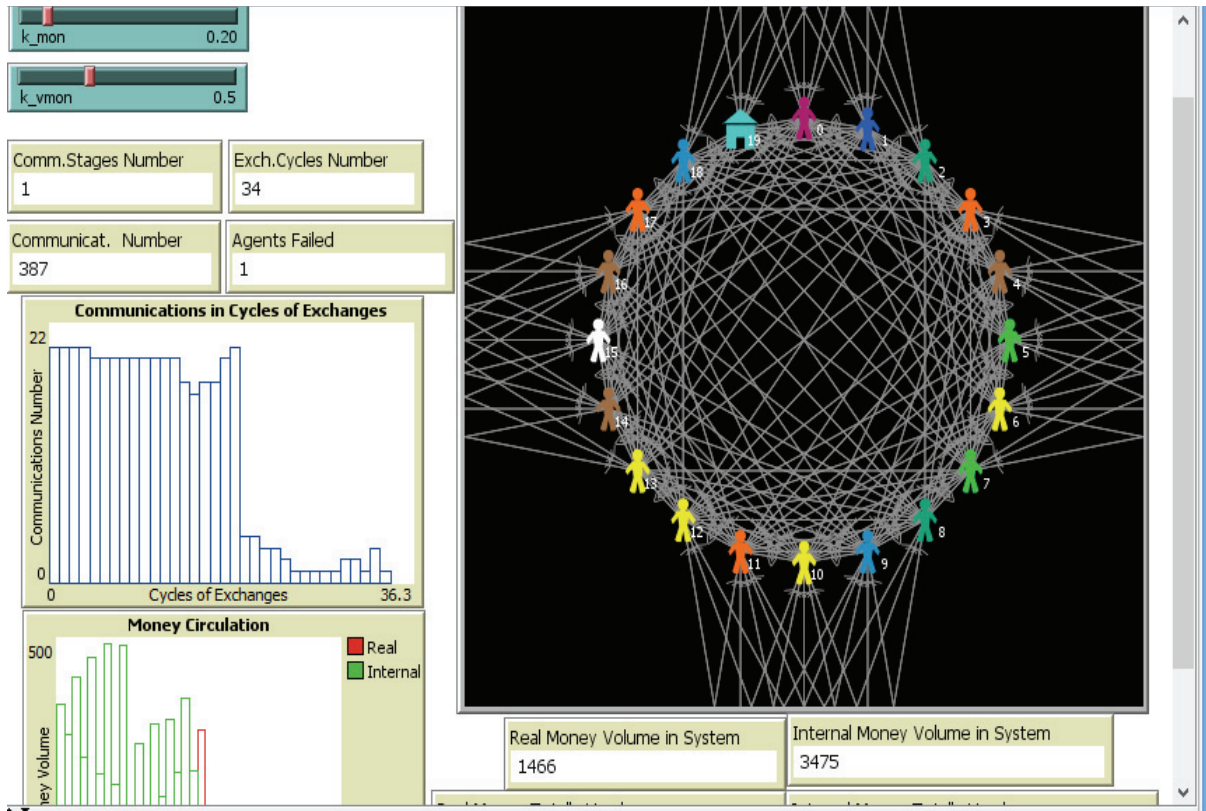 k_mon 0.20
k_vmon 0.5
Comm.Stages Number
1
Exch.Cycles Number
34
Communicat. Number
387
Agents Failed
1
Communications in Cycles of Exchanges
22
Communications Number
0
0 Cycles of Exchanges 36.3
Money Circulation
500
Real
Internal
ney Volume
0
1
2
3
4
5
6
7
8
9
10
11
12
13
14
15
16
17
18
19
Real Money Volume in System
1466
Internal Money Volume in System
3475